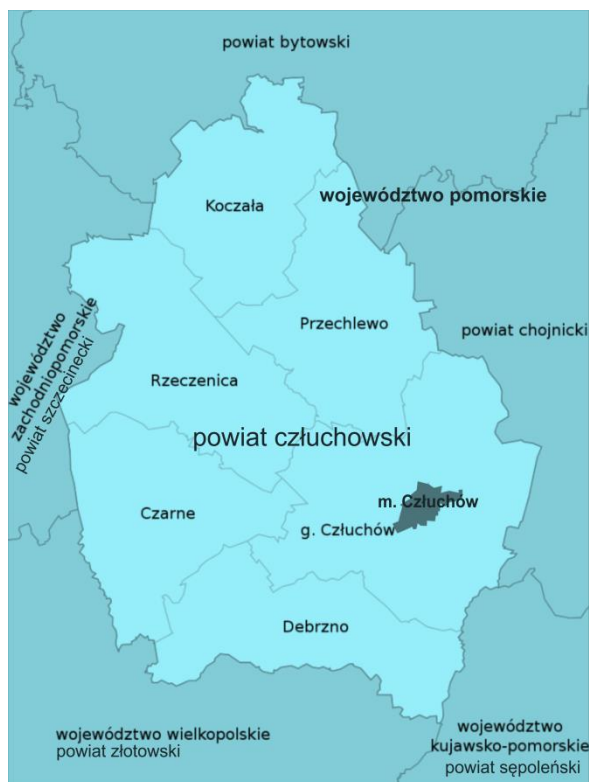 powiat bytowski
Koczała
województwo pomorskie
Przechlewo
powiat chojnicki
województwo
zachodniopomorskie
powiat szczecinecki
Rzeczenica
powiat człuchowski
m. Człuchów
Czarne
g. Człuchów
Debrzno
województwo wielkopolskie
powiat złotowski
województwo
kujawsko-pomorskie
powiat sępoleński